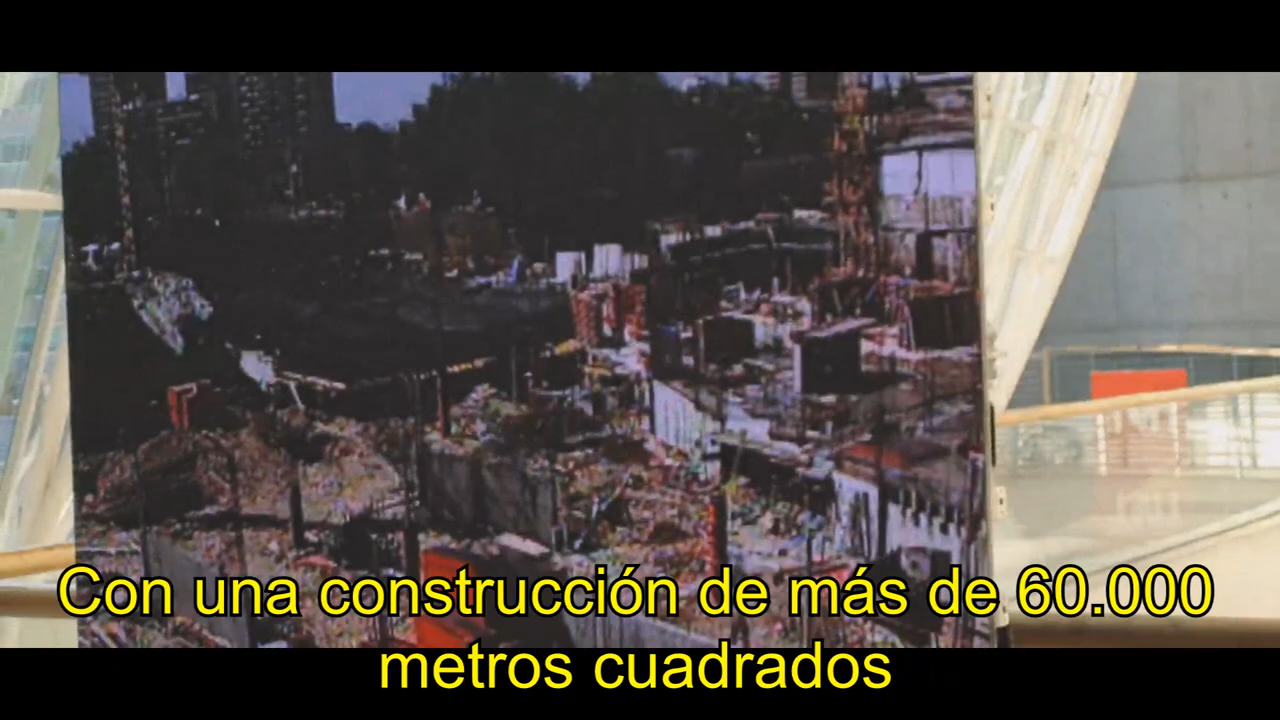 Con una construcción de más de 60.000
metros cuadrados